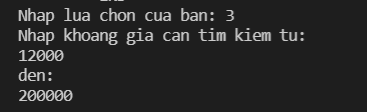 Nhap lua chon cua ban: 3
Nhap khoang gia can tim kiem tu:
12000
den:
200000